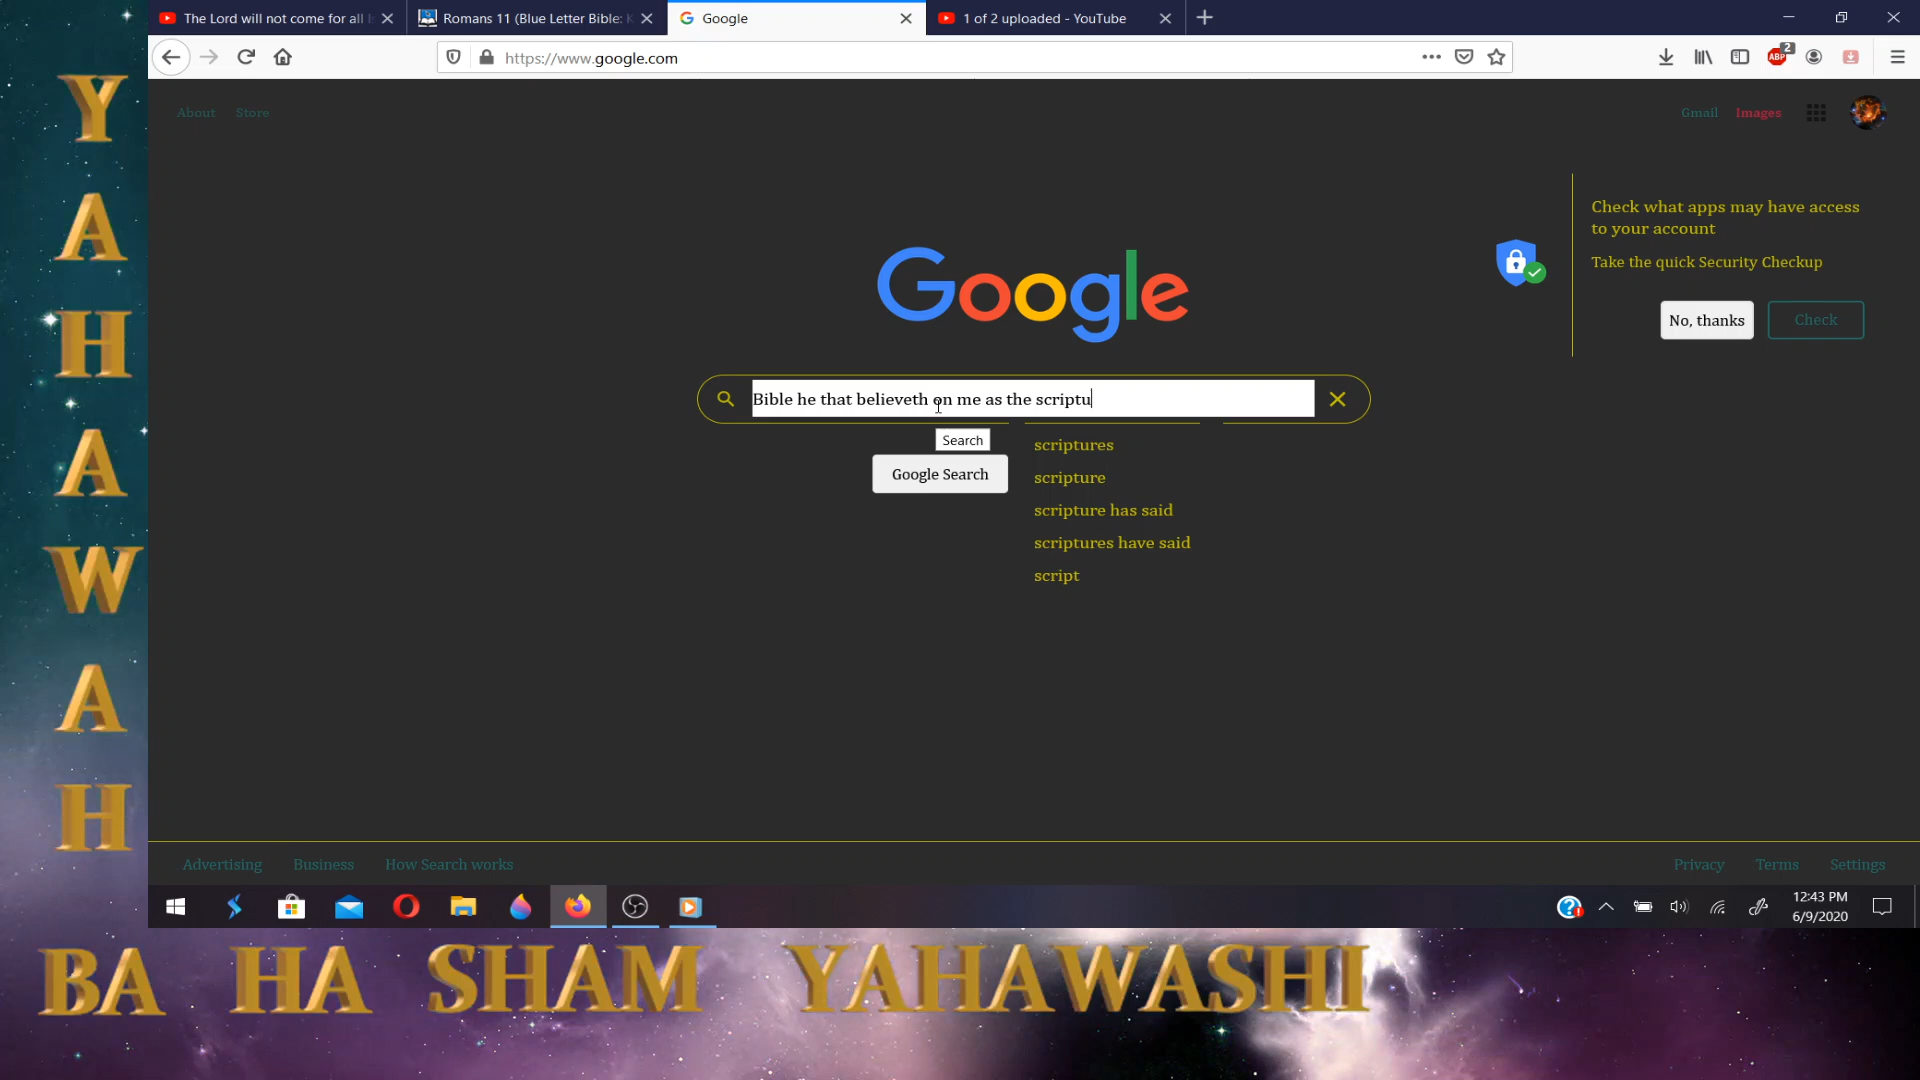 The Lord will not come for all I
Romans 11 (Blue Letter Bible:
Google
1 of 2 uploaded - YouTube
https://www.google.com
ABP
2
About
Store
Gmail
Images
Check what apps may have access
to your account
Take the quick Security Checkup
No, thanks
Check
Google
Bible he that believeth on me as the scriptu
Search
Google Search
scriptures
scripture
scripture has said
scriptures have said
script
Advertising
Business
How Search works
Privacy
Terms
Settings
12:43 PM
6/9/2020
YAHAWAH
BA HA SHAM YAHAWASHI